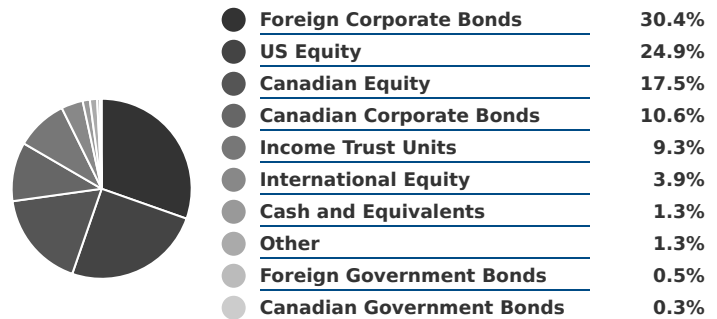 Foreign Corporate Bonds 30.4%
US Equity 24.9%
Canadian Equity 17.5%
Canadian Corporate Bonds 10.6%
Income Trust Units 9.3%
International Equity 3.9%
Cash and Equivalents 1.3%
Other 1.3%
Foreign Government Bonds 0.5%
Canadian Government Bonds 0.3%